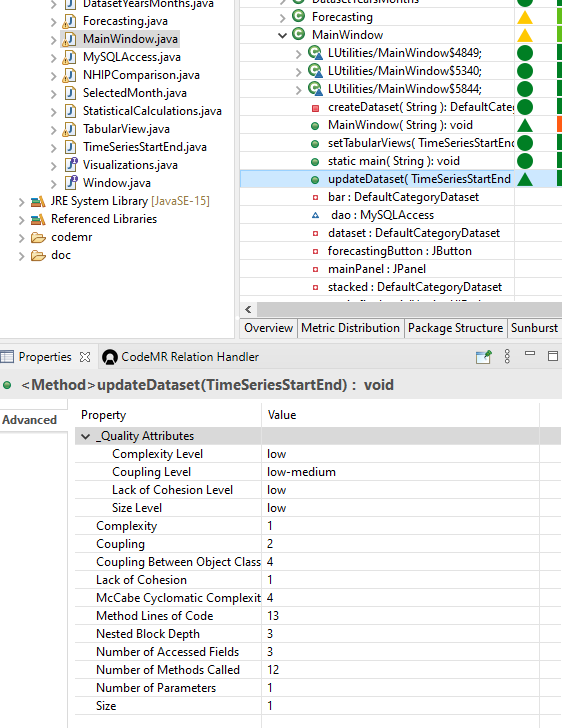 DatasetYearsMonths.java
Forecasting.java
MainWindow.java
MySQLAccess.java
NHIPComparison.java
SelectedMonth.java
StatisticalCalculations.java
TabularView.java
TimeSeriesStartEnd.java
Visualizations.java
Window.java
JRE System Library [JavaSE-15]
Referenced Libraries
codemr
doc
Forecasting
MainWindow
LUtilities/MainWindow$4849;
LUtilities/MainWindow$5340;
LUtilities/MainWindow$5844;
createDataset( String ): DefaultCateg
MainWindow( String ): void
setTabularViews( TimeSeriesStartEnd
static main( String ): void
updateDataset( TimeSeriesStartEnd
bar : DefaultCategoryDataset
dao : MySQLAccess
dataset : DefaultCategoryDataset
forecastingButton : JButton
mainPanel : JPanel
stacked : DefaultCategoryDataset
Overview Metric Distribution Package Structure Sunburst
Properties CodeMR Relation Handler
<Method>updateDataset(TimeSeriesStartEnd) : void
Advanced
Property Value
_Quality Attributes
Complexity Level low
Coupling Level low-medium
Lack of Cohesion Level low
Size Level low
Complexity 1
Coupling 2
Coupling Between Object Class 4
Lack of Cohesion 1
McCabe Cyclomatic Complexit 4
Method Lines of Code 13
Nested Block Depth 3
Number of Accessed Fields 3
Number of Methods Called 12
Number of Parameters 1
Size 1